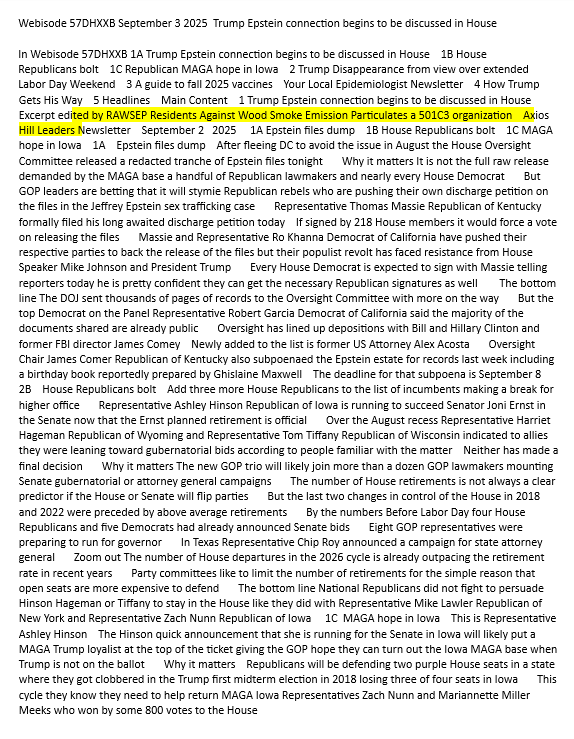 Webisode 57DHXXB September 3 2025  Trump Epstein connection begins to be discussed in House
In Webisode 57DHXXB 1A Trump Epstein connection begins to be discussed in House    1B House
Republicans bolt    1C Republican MAGA hope in Iowa    2 Trump Disappearance from view over extended
Labor Day Weekend    3 A guide to fall 2025 vaccines    Your Local Epidemiologist Newsletter    4 How Trump
Gets His Way    5 Headlines    Main Content    1 Trump Epstein connection begins to be discussed in House
Excerpt edited by RAWSEP Residents Against Wood Smoke Emission Particulates a 501C3 organization    Axios
Hill Leaders Newsletter    September 2   2025     1A Epstein files dump    1B House Republicans bolt    1C MAGA
hope in Iowa    1A    Epstein files dump    After fleeing DC to avoid the issue in August the House Oversight
Committee released a redacted tranche of Epstein files tonight      Why it matters It is not the full raw release
demanded by the MAGA base a handful of Republican lawmakers and nearly every House Democrat      But
GOP leaders are betting that it will stymie Republican rebels who are pushing their own discharge petition on
the files in the Jeffrey Epstein sex trafficking case      Representative Thomas Massie Republican of Kentucky
formally filed his long awaited discharge petition today    If signed by 218 House members it would force a vote
on releasing the files      Massie and Representative Ro Khanna Democrat of California have pushed their
respective parties to back the release of the files but their populist revolt has faced resistance from House
Speaker Mike Johnson and President Trump      Every House Democrat is expected to sign with Massie telling
reporters today he is pretty confident they can get the necessary Republican signatures as well      The bottom
line The DOJ sent thousands of pages of records to the Oversight Committee with more on the way      But the
top Democrat on the Panel Representative Robert Garcia Democrat of California said the majority of the
documents shared are already public      Oversight has lined up depositions with Bill and Hillary Clinton and
former FBI director James Comey    Newly added to the list is former US Attorney Alex Acosta      Oversight
Chair James Comer Republican of Kentucky also subpoenaed the Epstein estate for records last week including
a birthday book reportedly prepared by Ghislaine Maxwell    The deadline for that subpoena is September 8
2B    House Republicans bolt    Add three more House Republicans to the list of incumbents making a break for
higher office      Representative Ashley Hinson Republican of Iowa is running to succeed Senator Joni Ernst in
the Senate now that the Ernst planned retirement is official      Over the August recess Representative Harriet
Hageman Republican of Wyoming and Representative Tom Tiffany Republican of Wisconsin indicated to allies
they were leaning toward gubernatorial bids according to people familiar with the matter    Neither has made a
final decision      Why it matters The new GOP trio will likely join more than a dozen GOP lawmakers mounting
Senate gubernatorial or attorney general campaigns      The number of House retirements is not always a clear
predictor if the House or Senate will flip parties      But the last two changes in control of the House in 2018
and 2022 were preceded by above average retirements      By the numbers Before Labor Day four House
Republicans and five Democrats had already announced Senate bids      Eight GOP representatives were
preparing to run for governor      In Texas Representative Chip Roy announced a campaign for state attorney
general      Zoom out The number of House departures in the 2026 cycle is already outpacing the retirement
rate in recent years      Party committees like to limit the number of retirements for the simple reason that
open seats are more expensive to defend      The bottom line National Republicans did not fight to persuade
Hinson Hageman or Tiffany to stay in the House like they did with Representative Mike Lawler Republican of
New York and Representative Zach Nunn Republican of Iowa    1C  MAGA hope in Iowa    This is Representative
Ashley Hinson    The Hinson quick announcement that she is running for the Senate in Iowa will likely put a
MAGA Trump loyalist at the top of the ticket giving the GOP hope they can turn out the Iowa MAGA base when
Trump is not on the ballot      Why it matters    Republicans will be defending two purple House seats in a state
where they got clobbered in the Trump first midterm election in 2018 losing three of four seats in Iowa      This
cycle they know they need to help return MAGA Iowa Representatives Zach Nunn and Mariannette Miller
Meeks who won by some 800 votes to the House